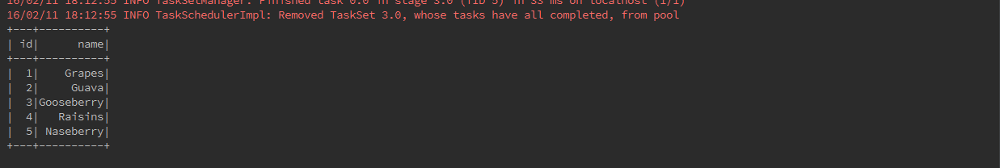 16/02/11 18:12:55 INFO TaskSetManager: Finished task 0.0 in stage 3.0 (TID 5) in 33 ms on localhost (1/1)
16/02/11 18:12:55 INFO TaskSchedulerImpl: Removed TaskSet 3.0, whose tasks have all completed, from pool
+---+----------+
| id|      name|
+---+----------+
|  1|    Grapes|
|  2|     Guava|
|  3|Gooseberry|
|  4|   Raisins|
|  5| Naseberry|
+---+----------+